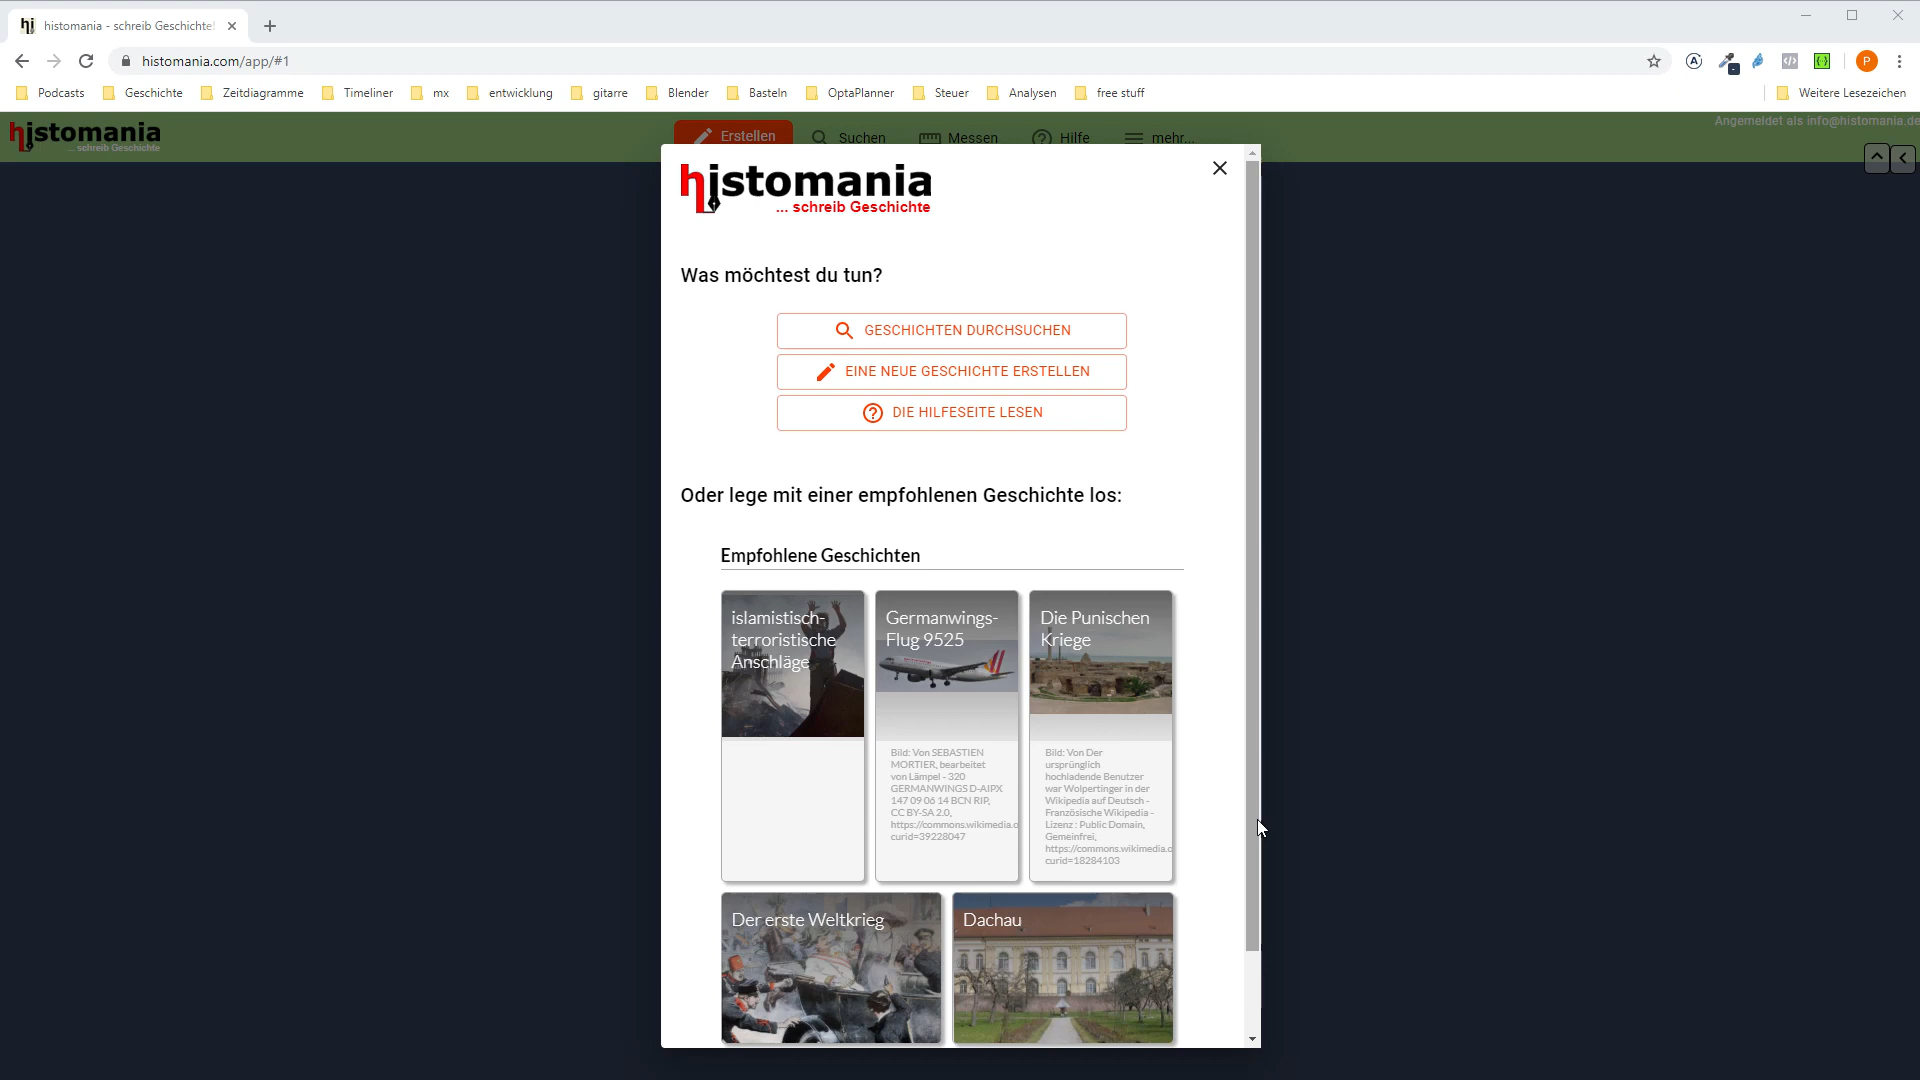 histomania - schreib Geschichte!
histomania.com/app/#1
P
Podcasts
Geschichte
Zeitdiagramme
Timeliner
mx
entwicklung
gitarre
Blender
Basteln
OptaPlanner
Steuer
Analysen
free stuff
Weitere Lesezeichen
histomania
... schreib Geschichte
Erstellen
Suchen
Messen
Hilfe
mehr...
Angemeldet als info@histomania.de
histomania
... schreib Geschichte
Was möchtest du tun?
GESCHICHTEN DURCHSUCHEN
EINE NEUE GESCHICHTE ERSTELLEN
DIE HILFESEITE LESEN
Oder lege mit einer empfohlenen Geschichte los:
Empfohlene Geschichten
islamistisch-
terroristische
Anschläge
Germanwings-
Flug 9525
Bild: Von SEBASTIEN
MORTIER, bearbeitet
von Lämpel - 320
GERMANWINGS D-AIPX
147 09 06 14 BCN RIP,
CC BY-SA 2.0,
https://commons.wikimedia.o
curid=39228047
Die Punischen
Kriege
Bild: Von Der
ursprünglich
hochladende Benutzer
war Wolpertinger in der
Wikipedia auf Deutsch -
Französische Wikipedia -
Lizenz : Public Domain,
Gemeinfrei,
https://commons.wikimedia.o
curid=18284103
Der erste Weltkrieg
Dachau